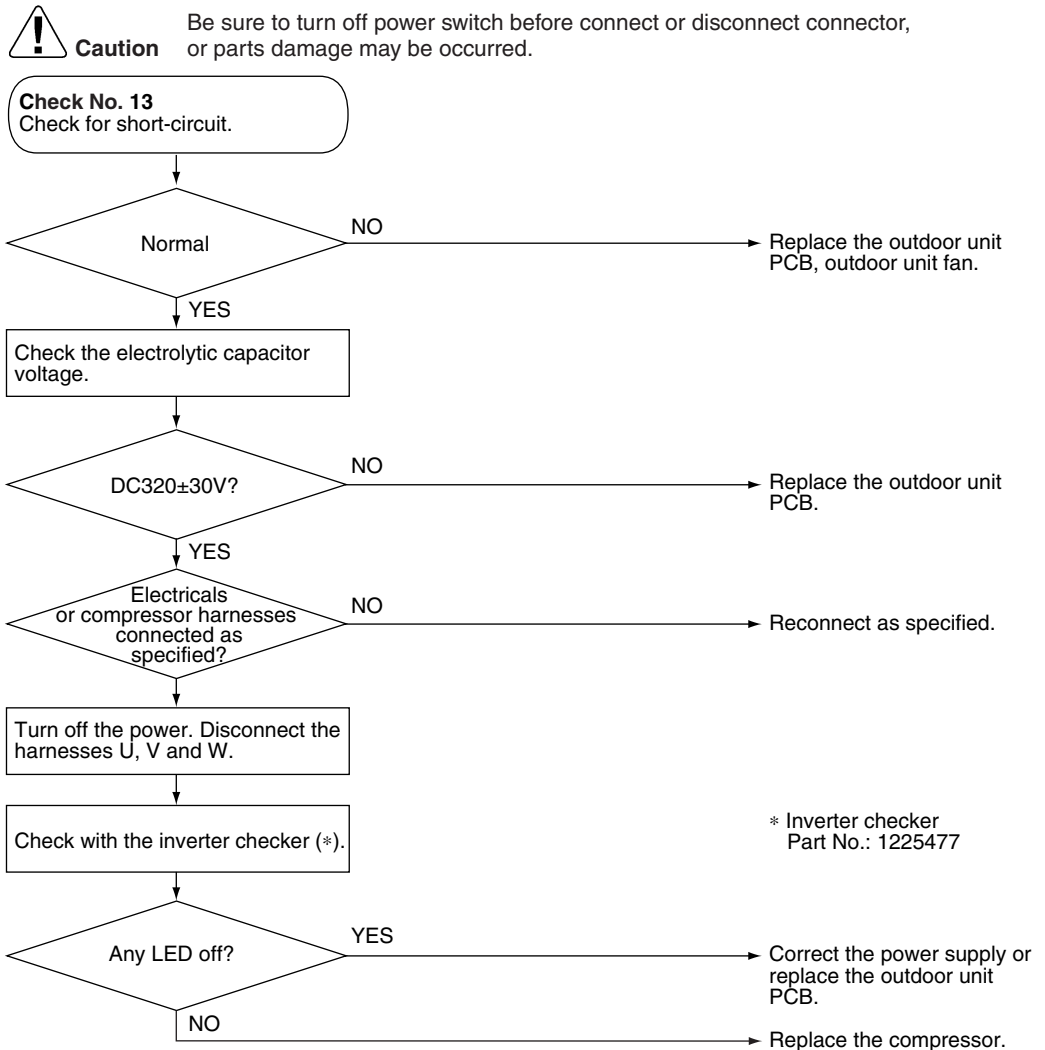 Be sure to turn off power switch before connect or disconnect connector,
Caution or parts damage may be occurred.
Check No. 13
Check for short-circuit.
Normal
NO
Replace the outdoor unit
PCB, outdoor unit fan.
YES
Check the electrolytic capacitor
voltage.
DC320±30V?
NO
Replace the outdoor unit
PCB.
YES
Electricals
or compressor harnesses
connected as
specified?
NO
Reconnect as specified.
Turn off the power. Disconnect the
harnesses U, V and W.
Check with the inverter checker (*).
* Inverter checker
Part No.: 1225477
Any LED off?
YES
Correct the power supply or
replace the outdoor unit
PCB.
NO
Replace the compressor.